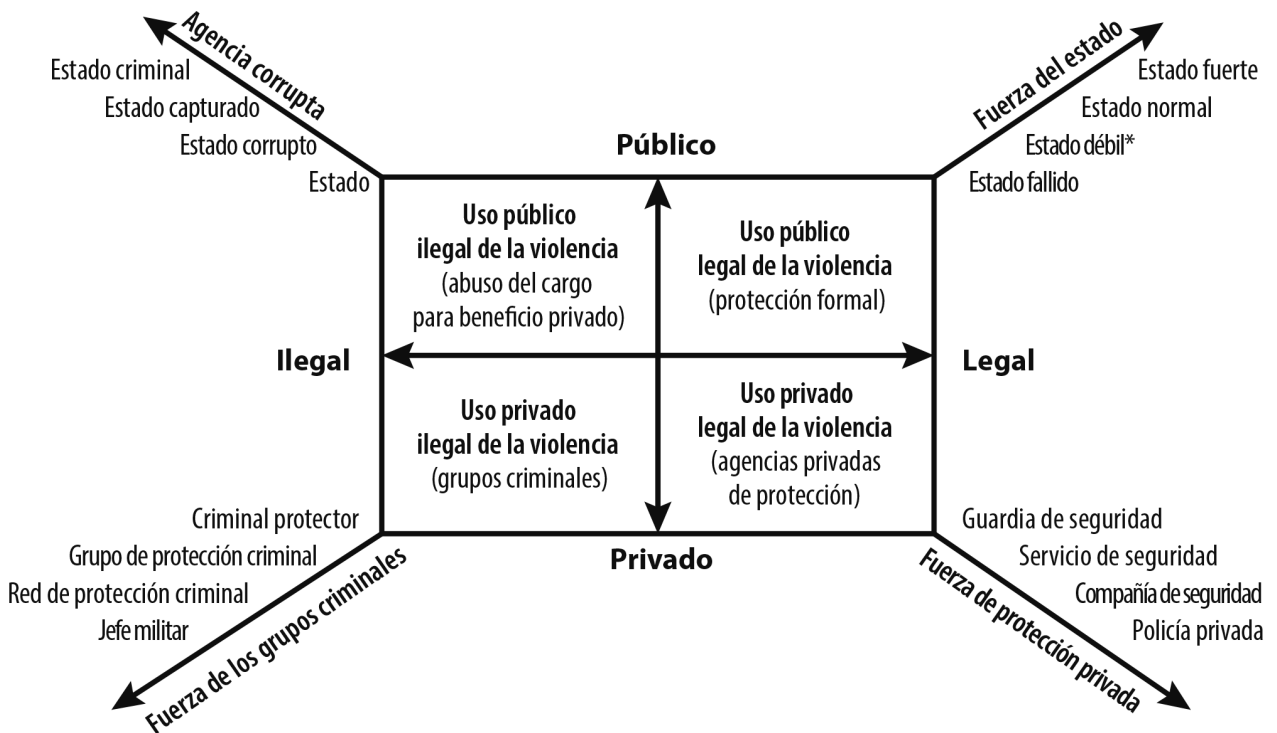 Agencia corrupta
Estado criminal
Estado capturado
Estado corrupto
Estado
Fuerza del estado
Estado fuerte
Estado normal
Estado débil*
Estado fallido
Público
Uso público
ilegal de la violencia
(abuso del cargo
para beneficio privado)
Uso público
legal de la violencia
(protección formal)
Ilegal
Legal
Uso privado
ilegal de la violencia
(grupos criminales)
Uso privado
legal de la violencia
(agencias privadas
de protección)
Privado
Criminal protector
Grupo de protección criminal
Red de protección criminal
Jefe militar
Fuerza de los grupos criminales
Guardia de seguridad
Servicio de seguridad
Compañía de seguridad
Policía privada
Fuerza de protección privada